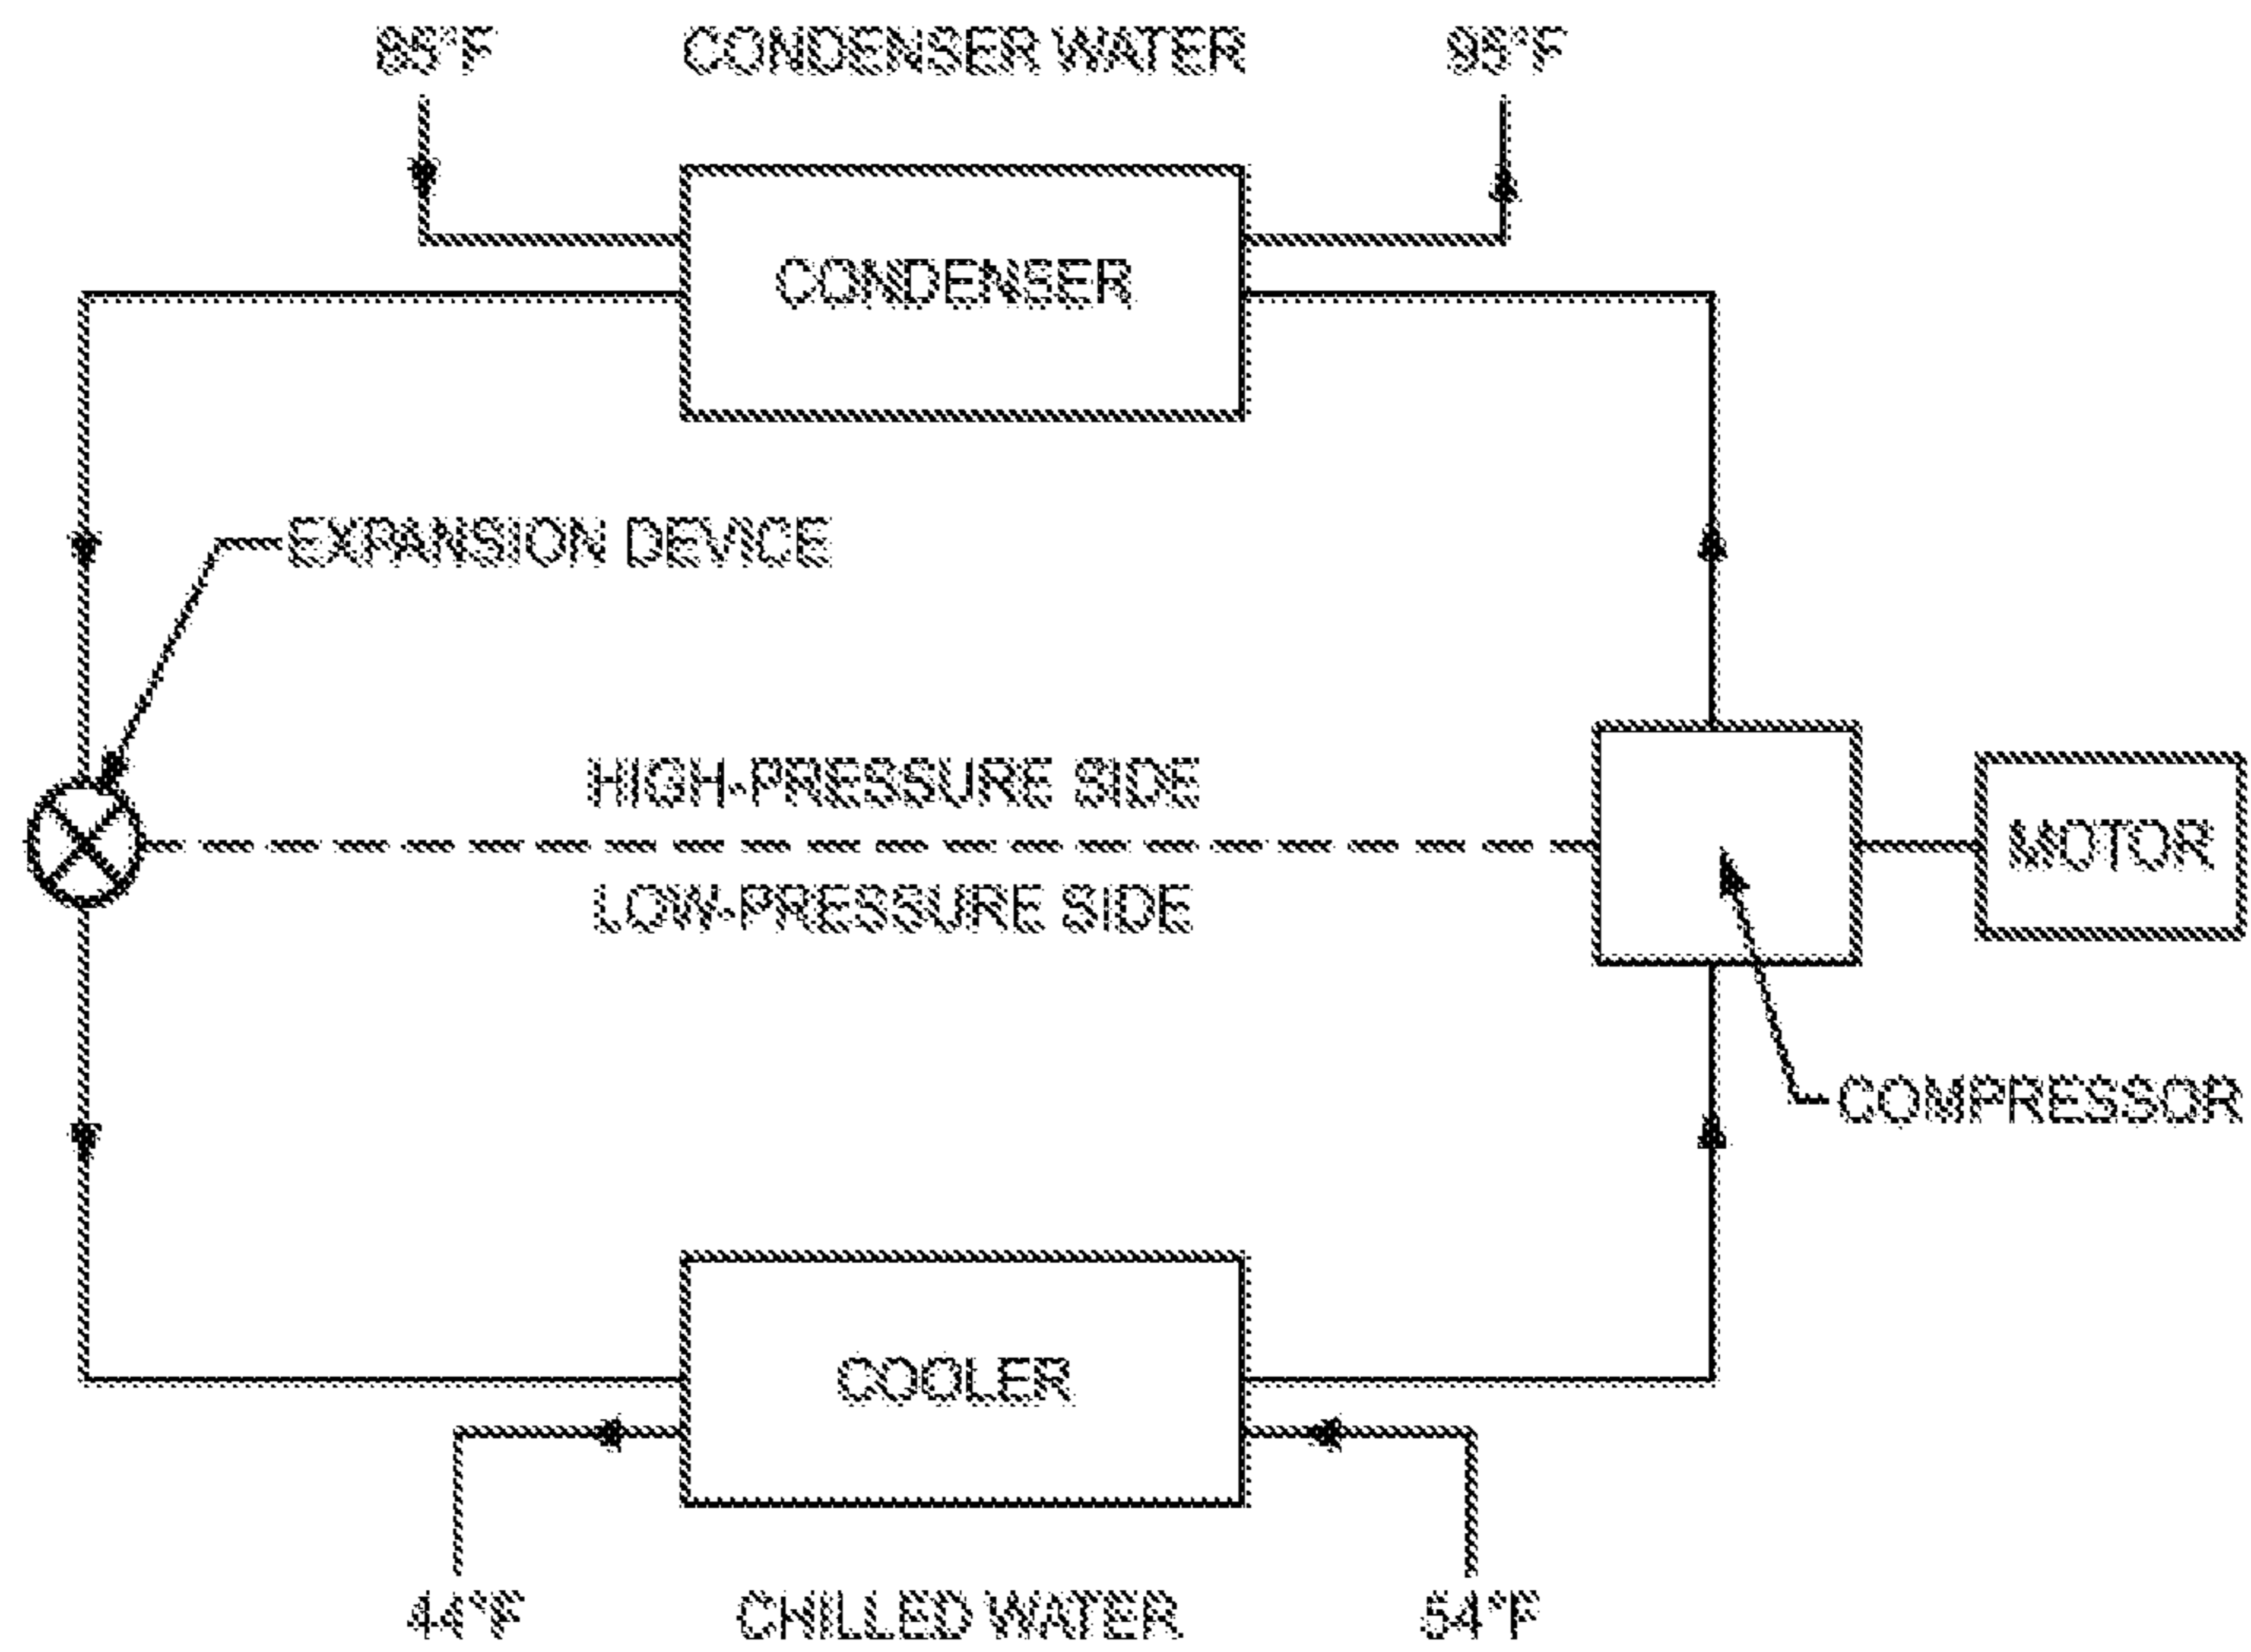 85°F CONDENSER WATER 95°F
CONDENSER
EXPANSION DEVICE
HIGH-PRESSURE SIDE
MOTOR
LOW-PRESSURE SIDE
COMPRESSOR
COOLER
44°F CHILLED WATER 54°F